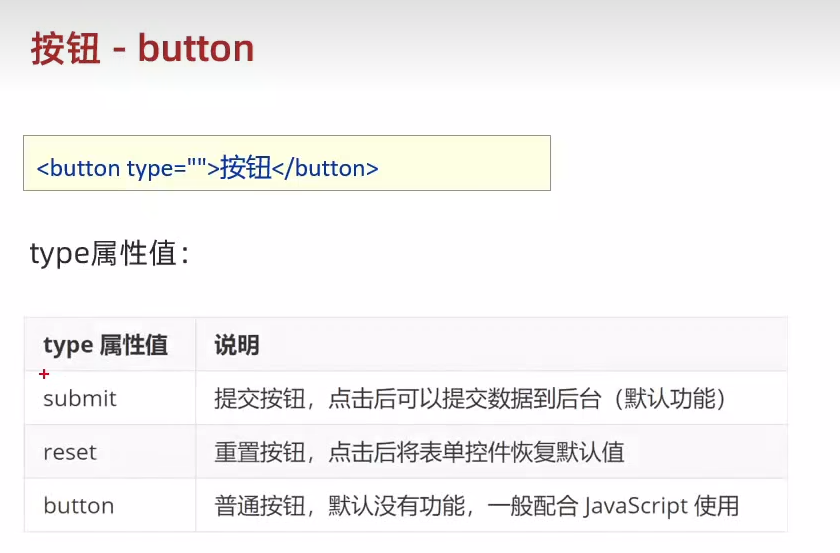 按钮 - button
<button type="">按钮</button>
type属性值：
type 属性值 说明
submit 提交按钮，点击后可以提交数据到后台（默认功能）
reset 重置按钮，点击后将表单控件恢复默认值
button 普通按钮，默认没有功能，一般配合 JavaScript 使用